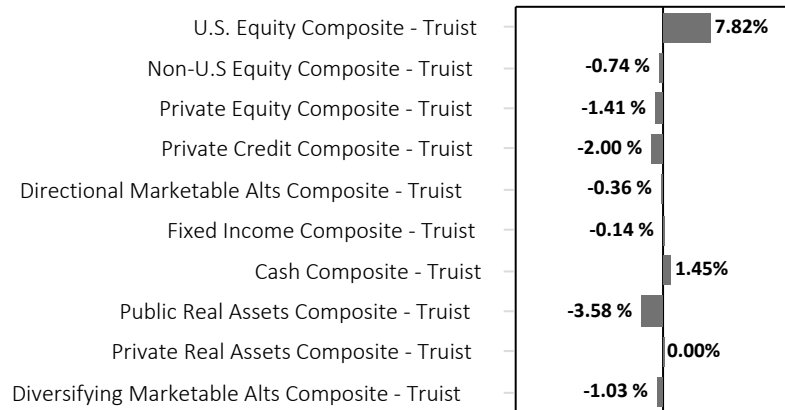 U.S. Equity Composite - Truist 7.82%
Non-U.S Equity Composite - Truist -0.74 %
Private Equity Composite - Truist -1.41 %
Private Credit Composite - Truist -2.00 %
Directional Marketable Alts Composite - Truist -0.36 %
Fixed Income Composite - Truist -0.14 %
Cash Composite - Truist 1.45%
Public Real Assets Composite - Truist -3.58 %
Private Real Assets Composite - Truist 0.00%
Diversifying Marketable Alts Composite - Truist -1.03 %